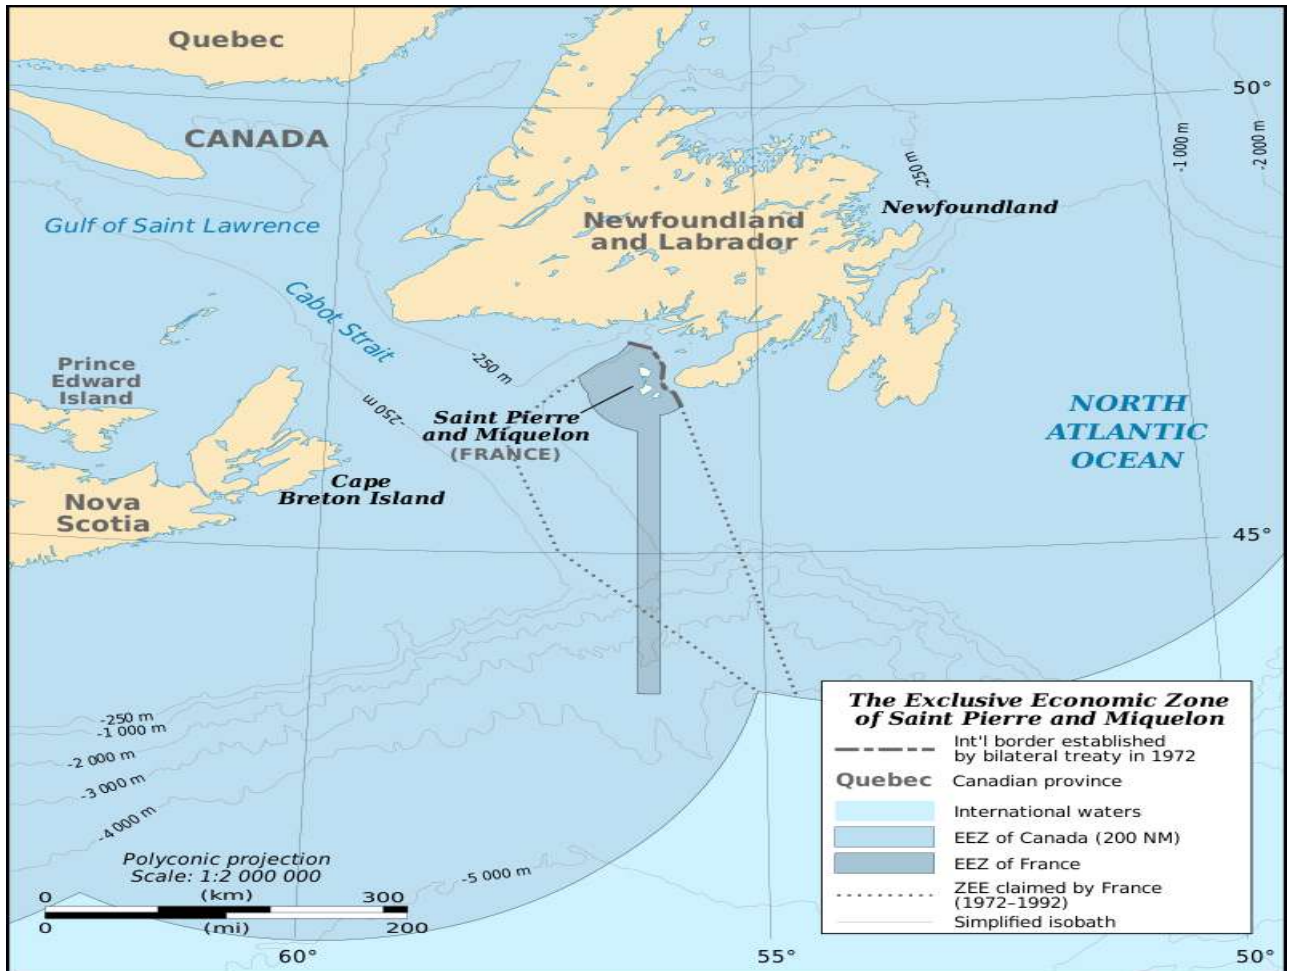 Quebec
50°
CANADA
-1 000 m
-2 000 m
-250 m
Newfoundland
Gulf of Saint Lawrence
Newfoundland
and Labrador
Cabot Strait
-250 m
Prince
Edward
Island
-250 m
Saint Pierre
and Miquelon
(FRANCE)
NORTH
ATLANTIC
OCEAN
Cape
Breton Island
Nova
Scotia
45°
-250 m
-1 000 m
-2 000 m
-3 000 m
-4 000 m
-5 000 m
The Exclusive Economic Zone
of Saint Pierre and Miquelon
Int'l border established
by bilateral treaty in 1972
Quebec Canadian province
International waters
EEZ of Canada (200 NM)
EEZ of France
ZEE claimed by France
(1972–1992)
Simplified isobath
Polyconic projection
Scale: 1:2 000 000
0 (km) 300
0 (mi) 200
60° 55° 50°